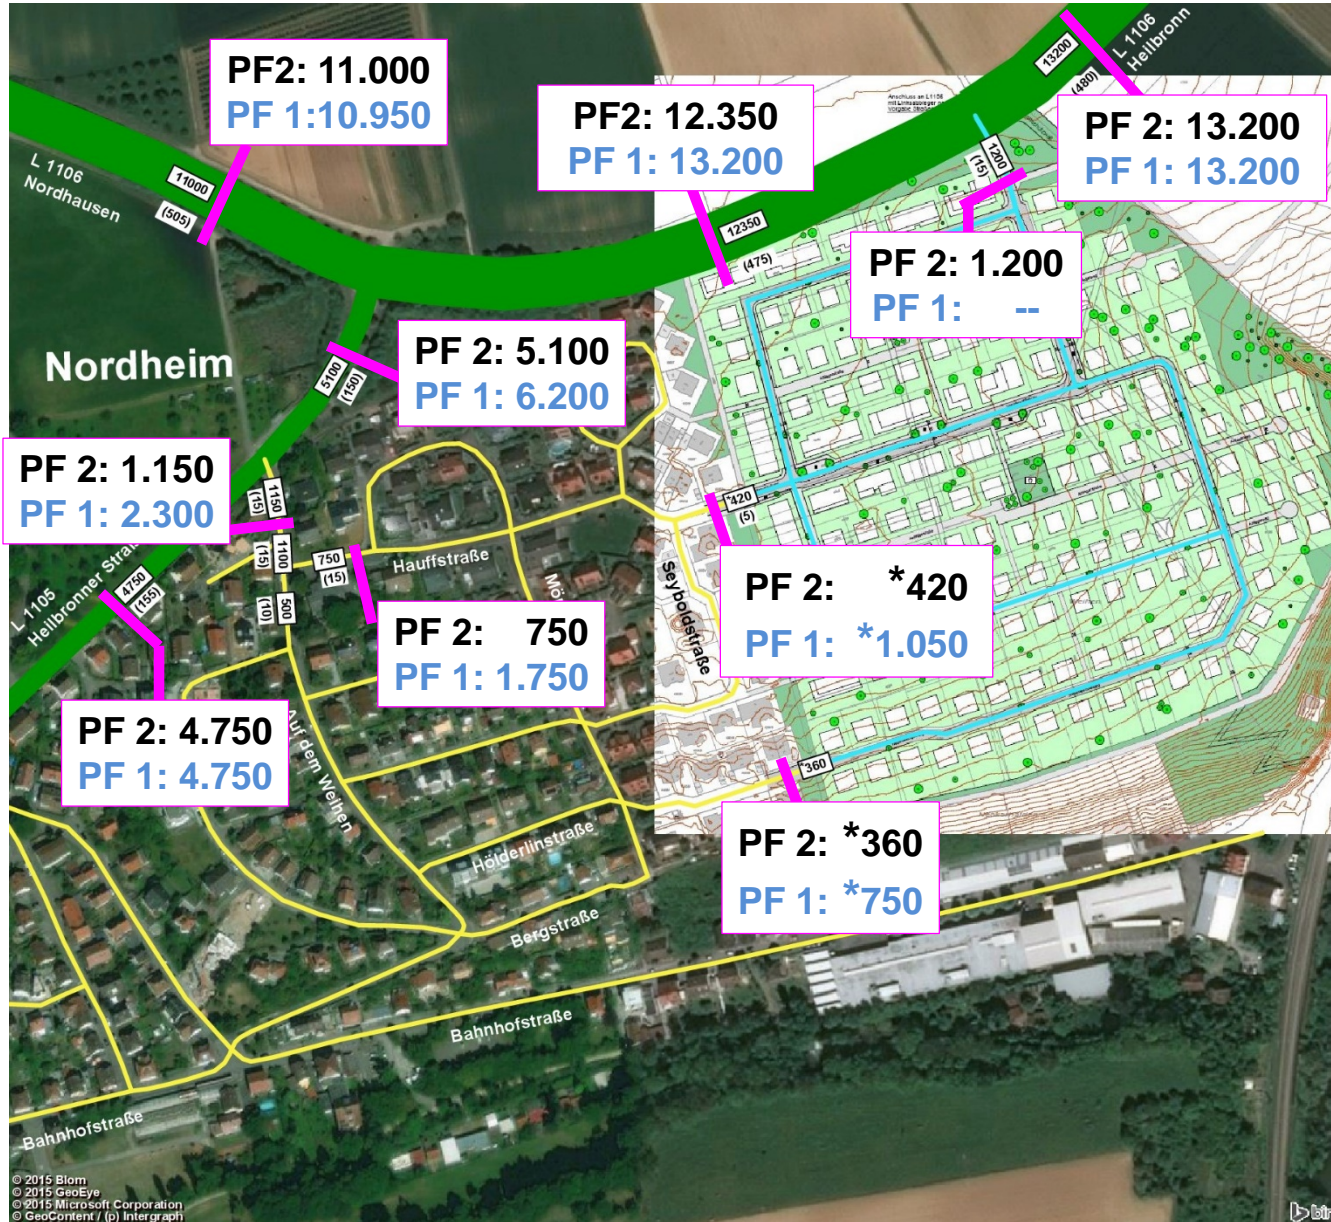 L 1106
Heilbronn
13200
(480)
PF2: 11.000
PF 1:10.950
PF2: 12.350
PF 1: 13.200
Anschluss an L1106
PF 2: 13.200
PF 1: 13.200
1200
(15)
L 1106
Nordhausen
11000
(505)
12350
(475)
PF 2: 1.200
PF 1: --
Nordheim
5100
(150)
PF 2: 5.100
PF 1: 6.200
PF 2: 1.150
PF 1: 2.300
1150
(15)
1100
(15)
750
(15)
Hauffstraße
*420
(5)
L 1105
Heilbronner Straß
4750
(155)
500
(10)
Mör
Seyboldstraße
PF 2: *420
PF 1: *1.050
PF 2: 750
PF 1: 1.750
PF 2: 4.750
PF 1: 4.750
Auf dem Weihen
*360
Hölderlinstraße
PF 2: *360
PF 1: *750
Bergstraße
Bahnhofstraße
Bahnhofstraße
© 2015 Blom
© 2015 GeoEye
© 2015 Microsoft Corporation
© GeoContent / (p) Intergraph
bin